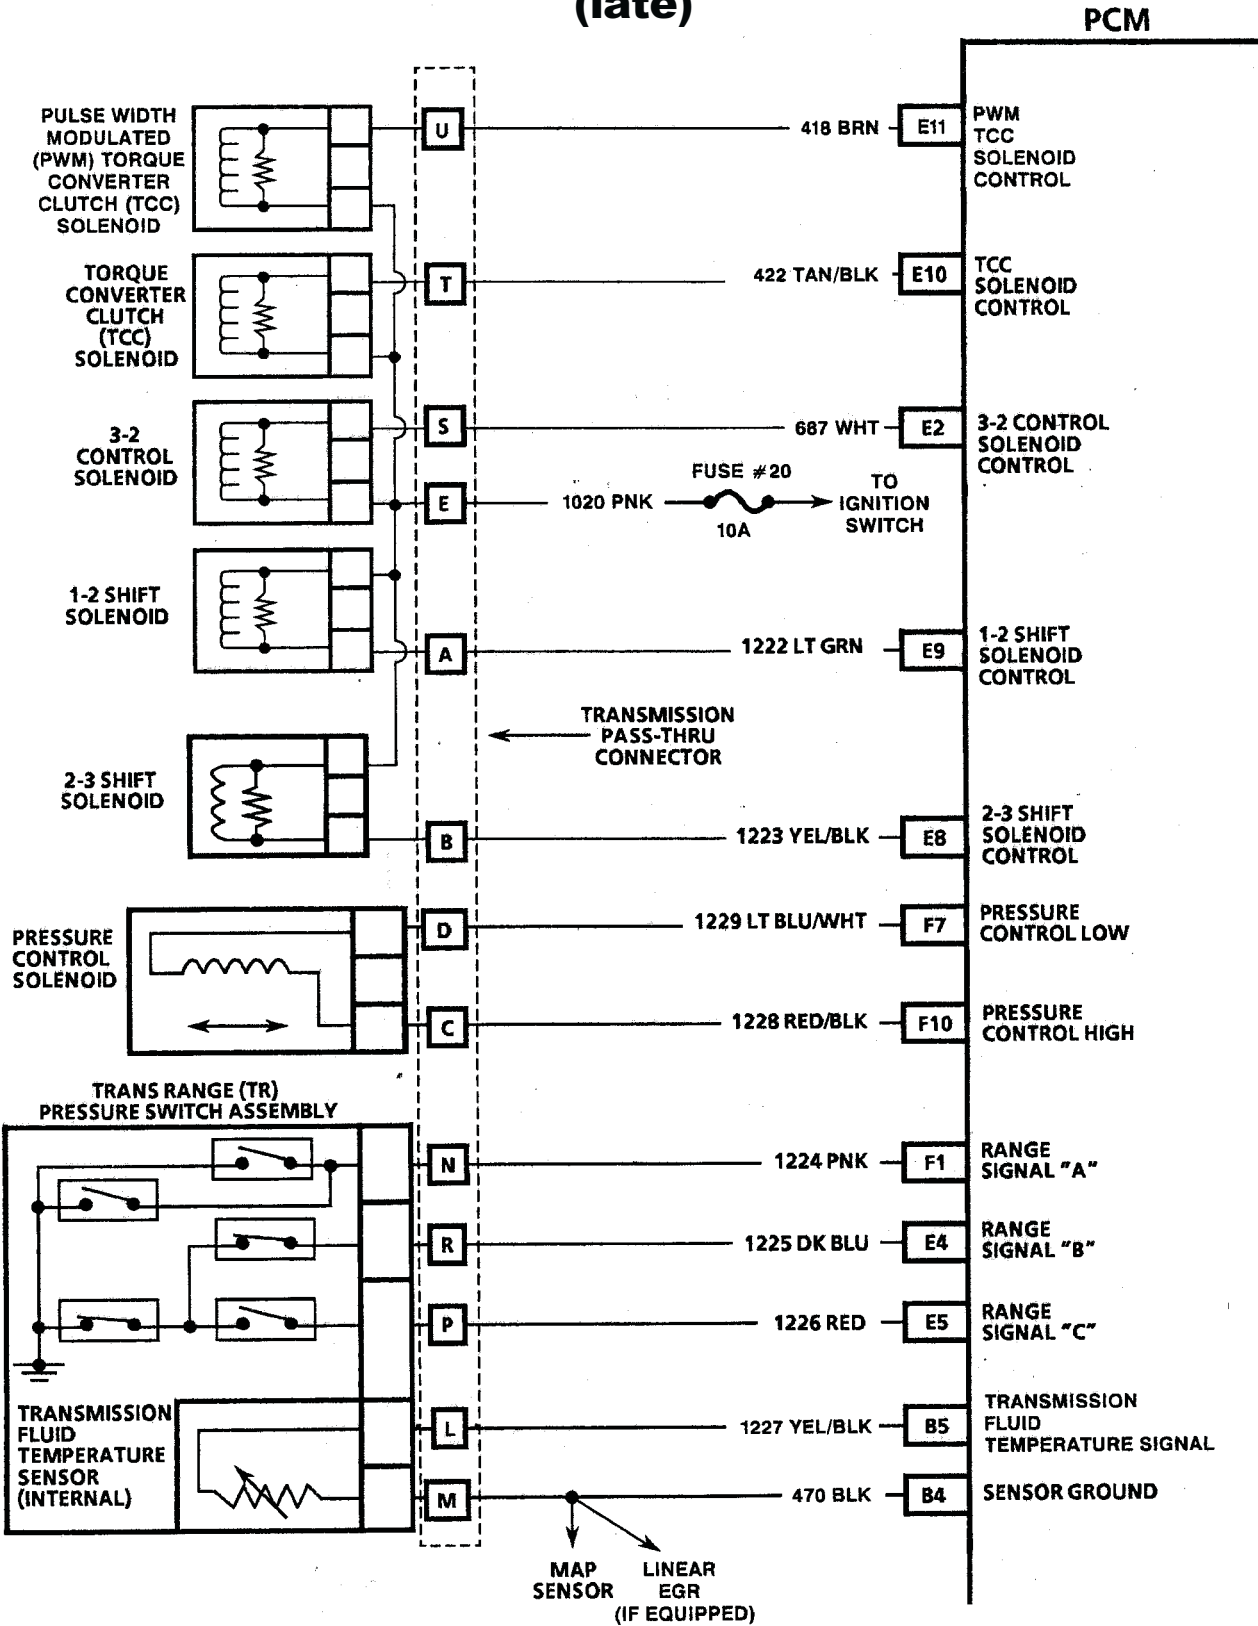 (late)
PCM
PULSE WIDTH
MODULATED
(PWM) TORQUE
CONVERTER
CLUTCH (TCC)
SOLENOID
U
418 BRN
E11
PWM
TCC
SOLENOID
CONTROL
TORQUE
CONVERTER
CLUTCH
(TCC)
SOLENOID
T
422 TAN/BLK
E10
TCC
SOLENOID
CONTROL
3-2
CONTROL
SOLENOID
S
687 WHT
E2
3-2 CONTROL
SOLENOID
CONTROL
E
1020 PNK
FUSE #20
10A
TO
IGNITION
SWITCH
1-2 SHIFT
SOLENOID
A
1222 LT GRN
E9
1-2 SHIFT
SOLENOID
CONTROL
TRANSMISSION
PASS-THRU
CONNECTOR
2-3 SHIFT
SOLENOID
B
1223 YEL/BLK
E8
2-3 SHIFT
SOLENOID
CONTROL
PRESSURE
CONTROL
SOLENOID
D
1229 LT BLU/WHT
F7
PRESSURE
CONTROL LOW
C
1228 RED/BLK
F10
PRESSURE
CONTROL HIGH
TRANS RANGE (TR)
PRESSURE SWITCH ASSEMBLY
N
1224 PNK
F1
RANGE
SIGNAL "A"
R
1225 DK BLU
E4
RANGE
SIGNAL "B"
P
1226 RED
E5
RANGE
SIGNAL "C"
TRANSMISSION
FLUID
TEMPERATURE
SENSOR
(INTERNAL)
L
1227 YEL/BLK
B5
TRANSMISSION
FLUID
TEMPERATURE SIGNAL
M
470 BLK
B4
SENSOR GROUND
MAP
SENSOR
LINEAR
EGR
(IF EQUIPPED)